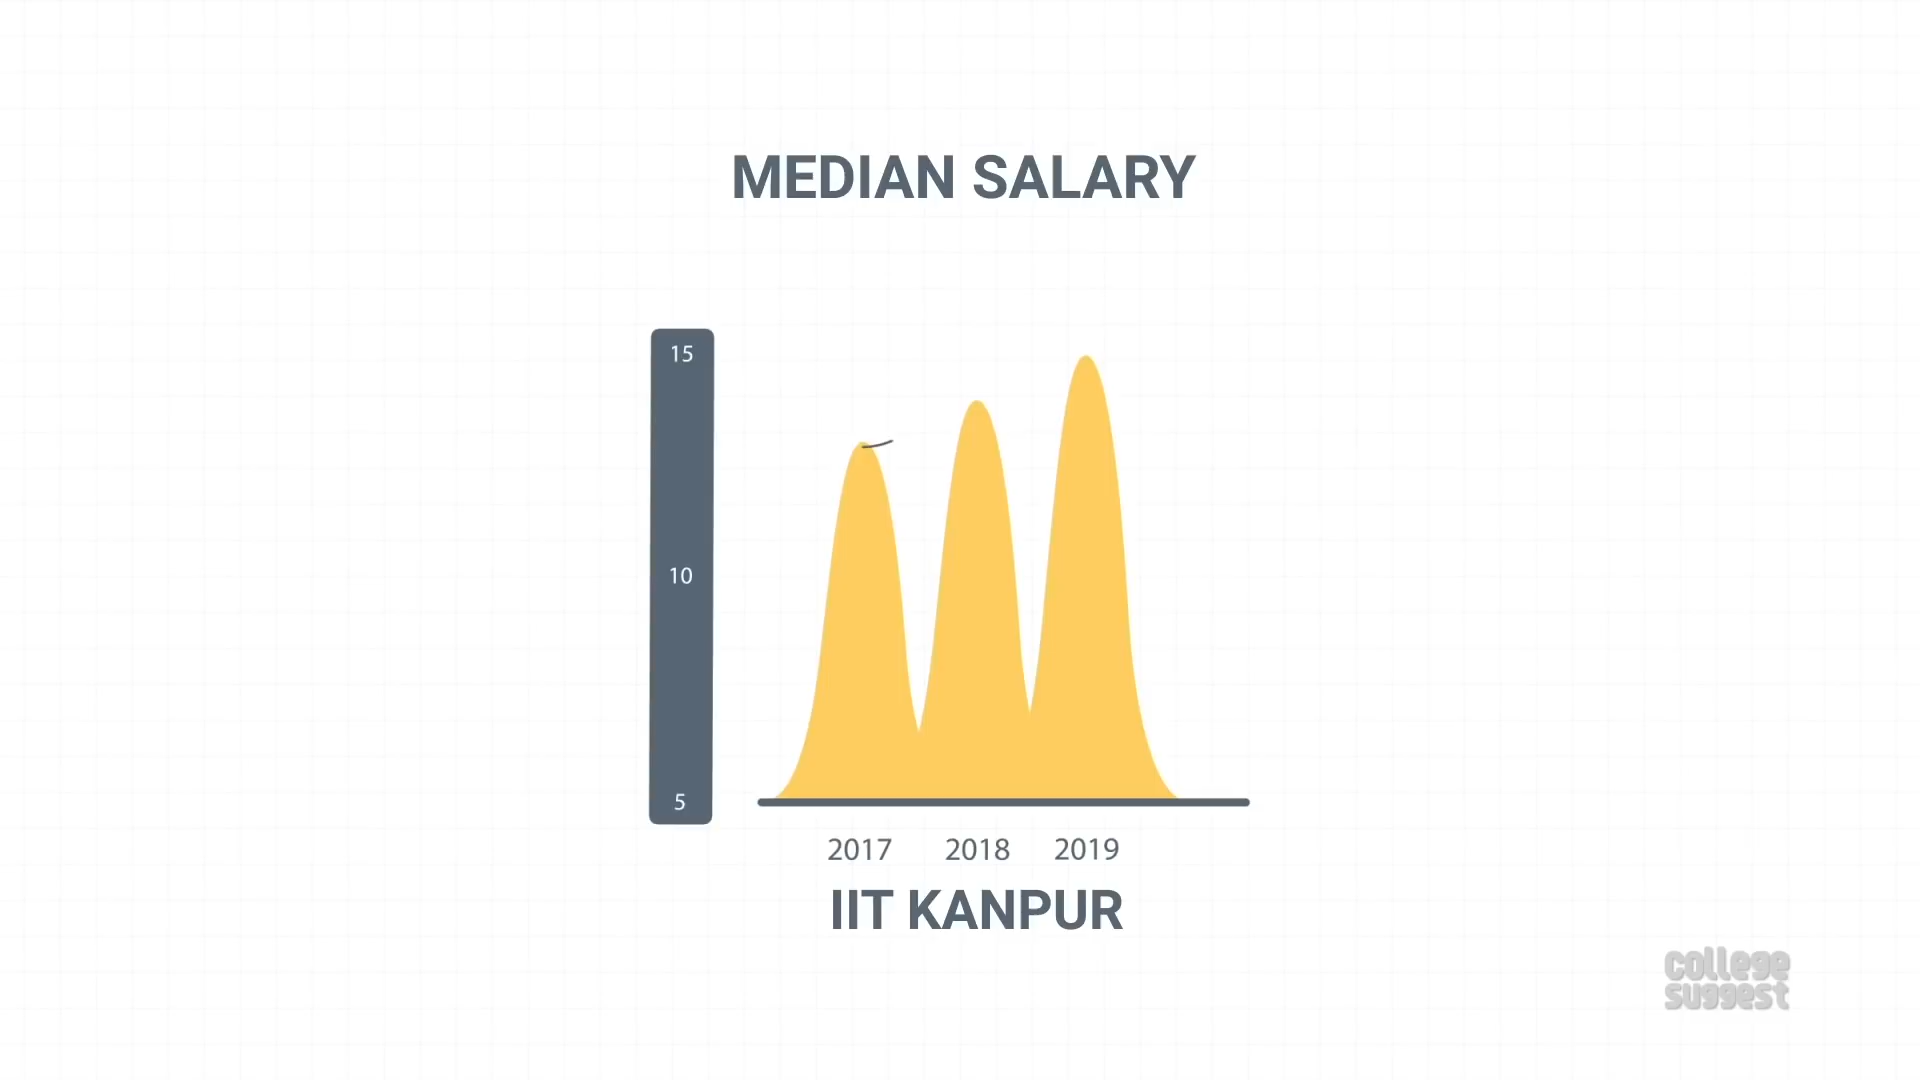 MEDIAN SALARY
15
10
5
2017 2018 2019
IIT KANPUR
college
suggest